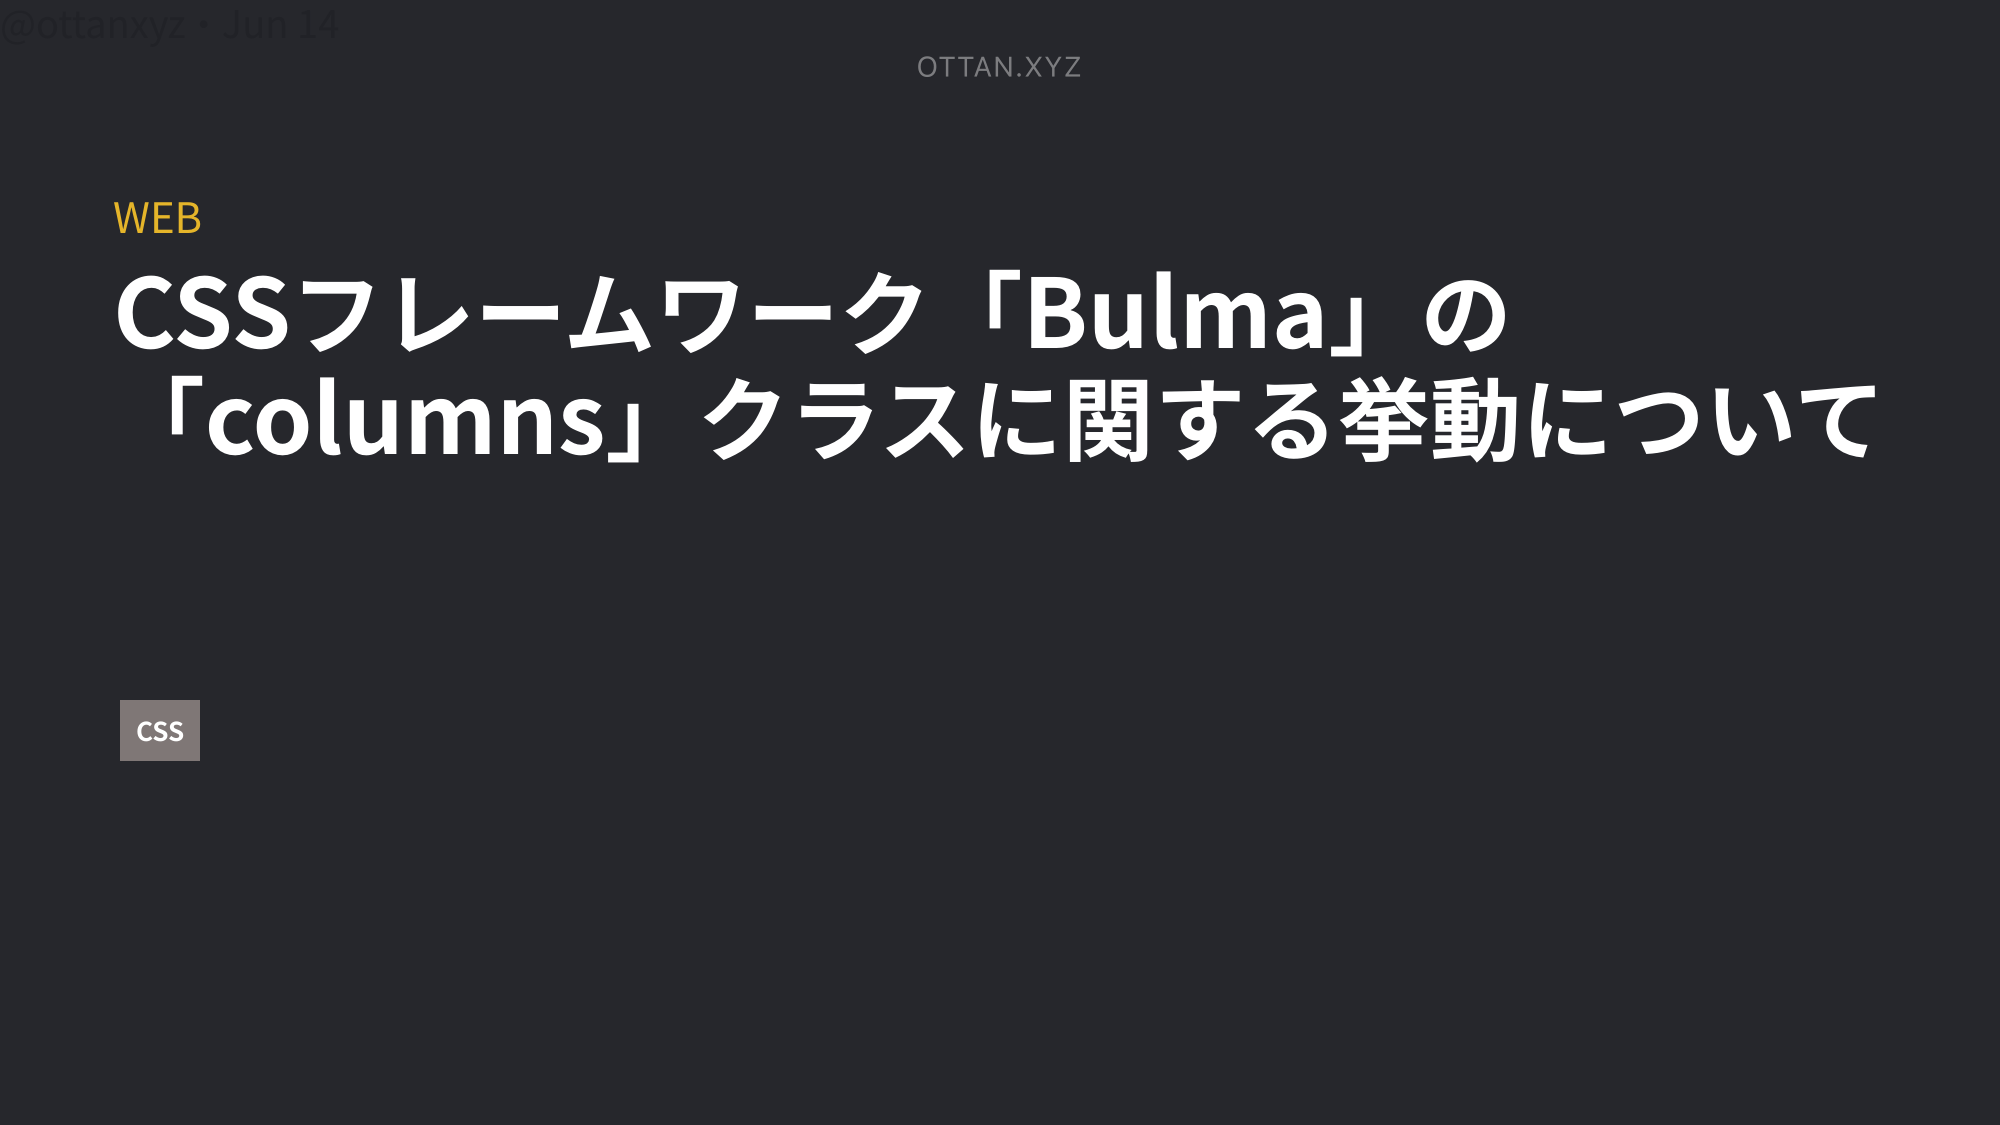 @ottanxyz・Jun 14
OTTAN.XYZ
WEB
CSSフレームワーク「Bulma」の
「columns」クラスに関する挙動について
CSS